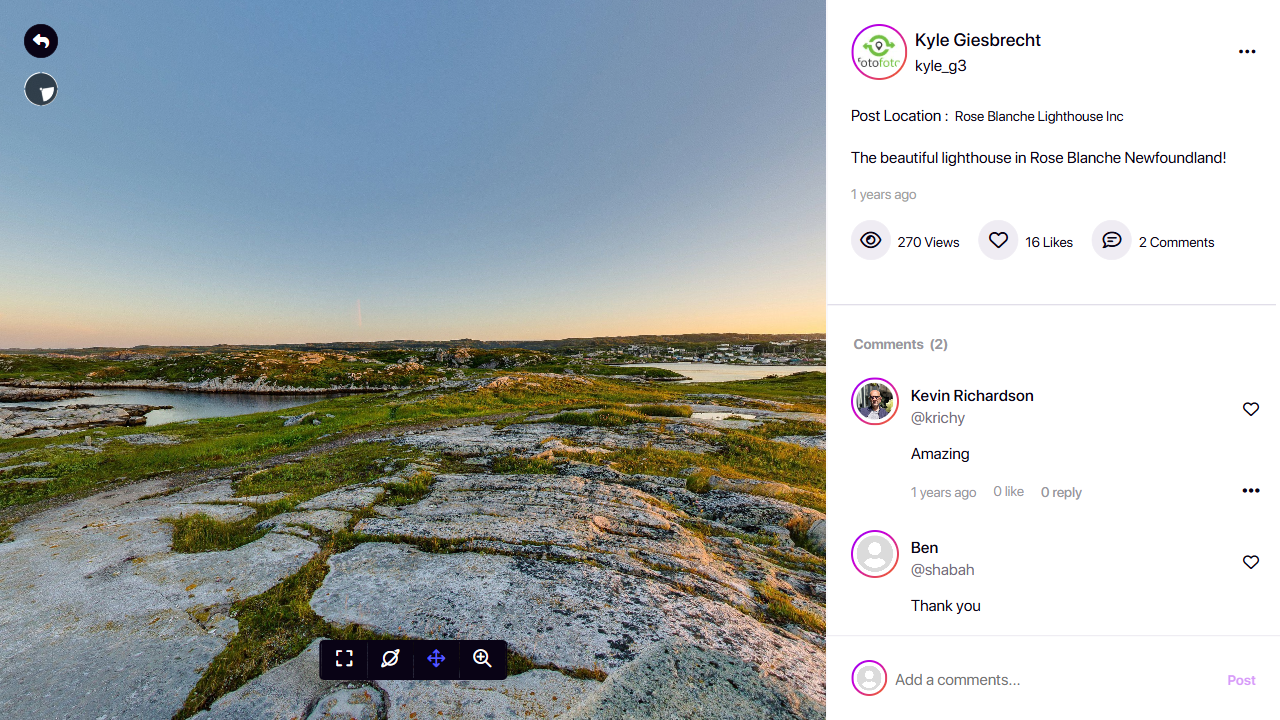 Kyle Giesbrecht
kyle_g3
Post Location : Rose Blanche Lighthouse Inc
The beautiful lighthouse in Rose Blanche Newfoundland!
1 years ago
270 Views 16 Likes 2 Comments
Comments (2)
Kevin Richardson
@krichy
Amazing
1 years ago 0 like 0 reply
Ben
@shabah
Thank you
Add a comments... Post